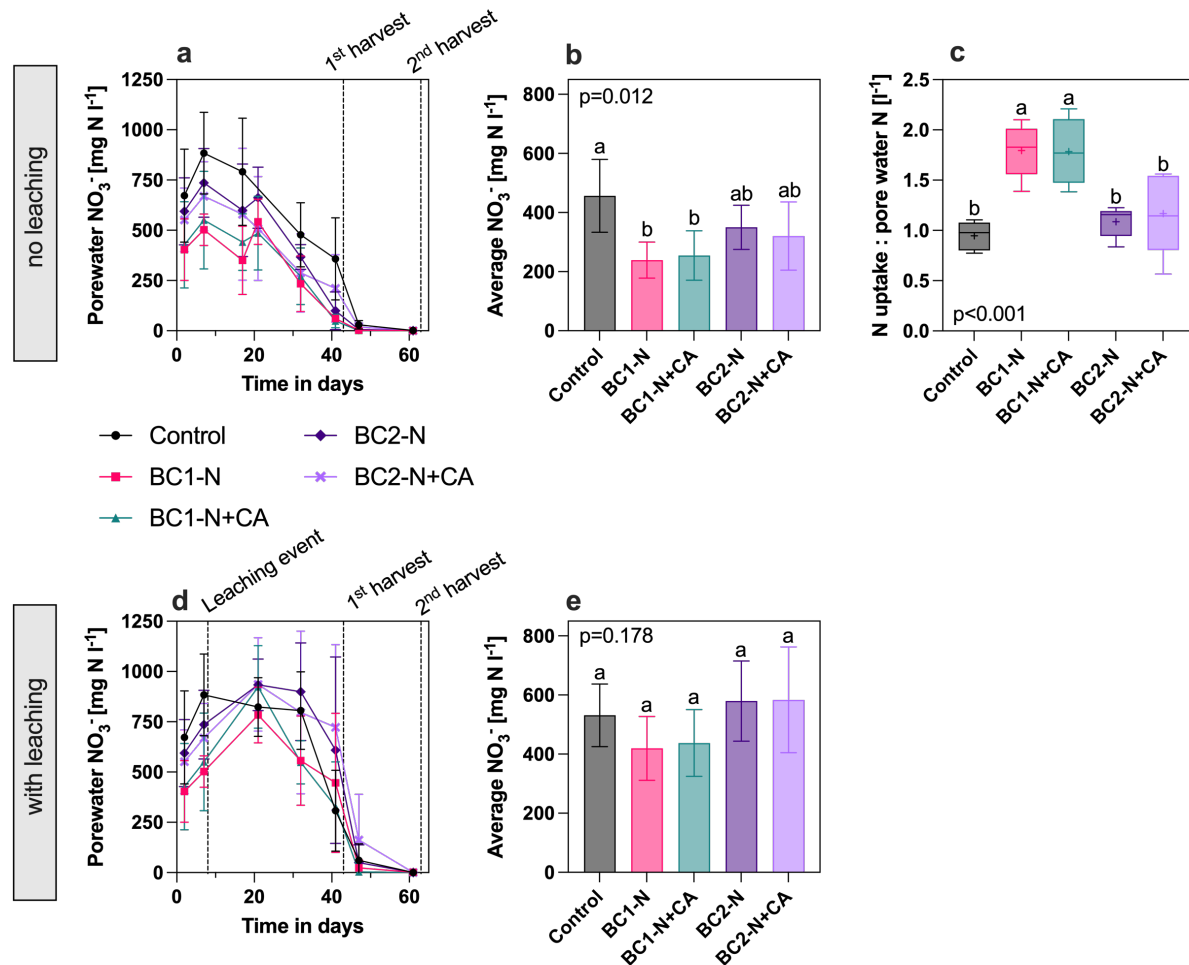 no leaching
a
1st harvest
2nd harvest
Porewater NO3- [mg N l-1]
1250
1000
750
500
250
0
0
20
40
60
Time in days
b
Average NO3- [mg N l-1]
800
600
400
200
0
p=0.012
a
b
b
ab
ab
Control
BC1-N
BC1-N+CA
BC2-N
BC2-N+CA
c
N uptake : pore water N [l-1]
2.5
2.0
1.5
1.0
0.5
0.0
b
a
a
b
b
p<0.001
Control
BC1-N
BC1-N+CA
BC2-N
BC2-N+CA
Control
BC2-N
BC1-N
BC2-N+CA
BC1-N+CA
with leaching
d
Leaching event
1st harvest
2nd harvest
Porewater NO3- [mg N l-1]
1250
1000
750
500
250
0
0
20
40
60
Time in days
e
Average NO3- [mg N l-1]
800
600
400
200
0
p=0.178
a
a
a
a
a
Control
BC1-N
BC1-N+CA
BC2-N
BC2-N+CA